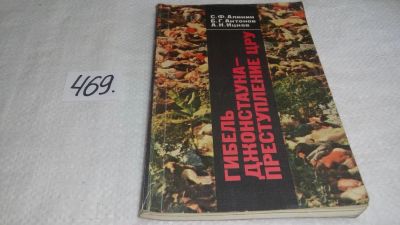 469.
С. Ф. Алинин
Б. Г. Антонов
А. Н. Ицков
ГИБЕЛЬ
ДЖОНСТАУНА–
ПРЕСТУПЛЕНИЕ ЦРУ